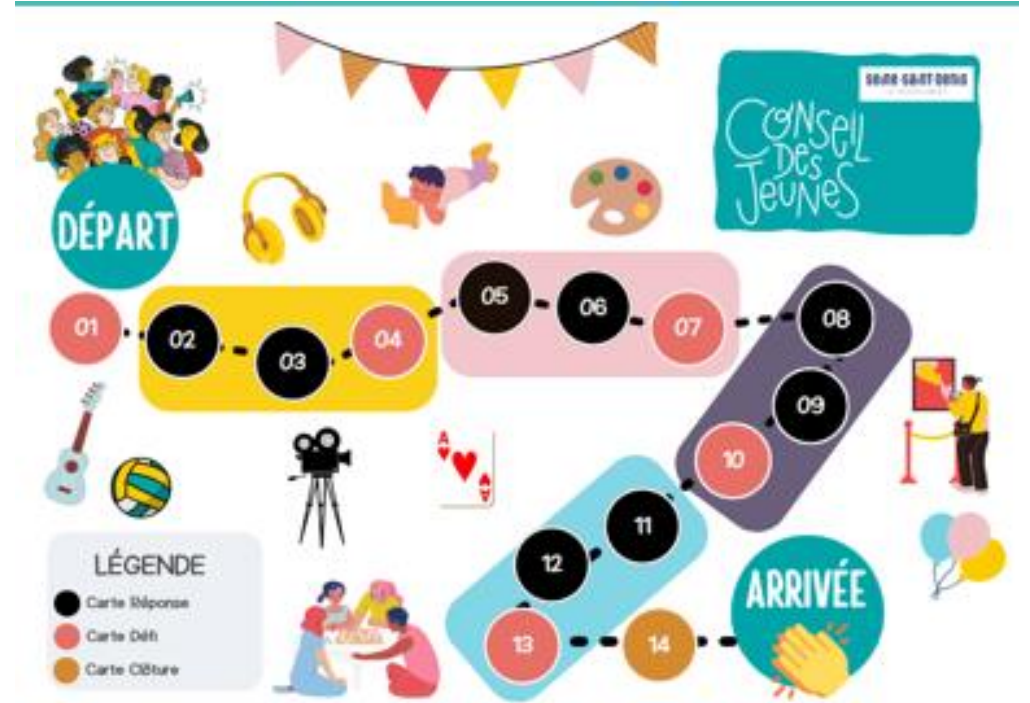 SEINE-SAINT-DENIS
CONSEIL
DES
JEUNES
DÉPART
01
02
03
04
05
06
07
08
09
10
11
12
13
14
ARRIVÉE
A
A
LÉGENDE
Carte Réponse
Carte Défi
Carte Clôture